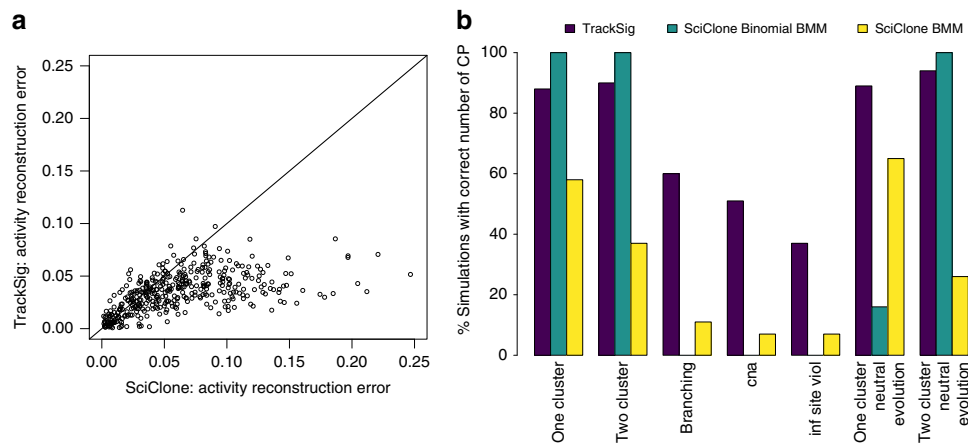 a
TrackSig: activity reconstruction error
0.25
0.20
0.15
0.10
0.05
0.00
0.00 0.05 0.10 0.15 0.20 0.25
SciClone: activity reconstruction error
b
TrackSig SciClone Binomial BMM SciClone BMM
% Simulations with correct number of CP
100
80
60
40
20
0
One cluster
Two cluster
Branching
cna
inf site viol
One cluster
neutral
evolution
Two cluster
neutral
evolution